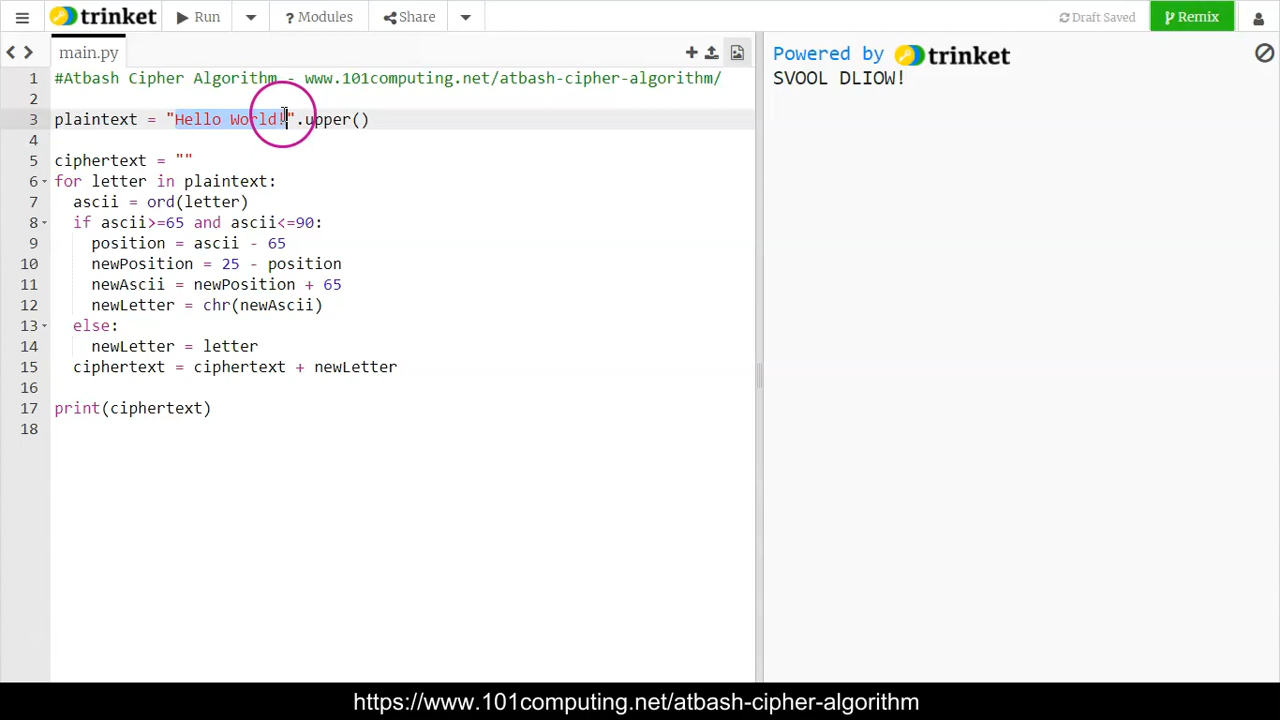 trinket Run ? Modules Share Draft Saved Remix
main.py
1 #Atbash Cipher Algorithm - www.101computing.net/atbash-cipher-algorithm/
2
3 plaintext = "Hello World!".upper()
4
5 ciphertext = ""
6 for letter in plaintext:
7 ascii = ord(letter)
8 if ascii>=65 and ascii<=90:
9 position = ascii - 65
10 newPosition = 25 - position
11 newAscii = newPosition + 65
12 newLetter = chr(newAscii)
13 else:
14 newLetter = letter
15 ciphertext = ciphertext + newLetter
16
17 print(ciphertext)
18
Powered by trinket
SVOOL DLIOW!
https://www.101computing.net/atbash-cipher-algorithm